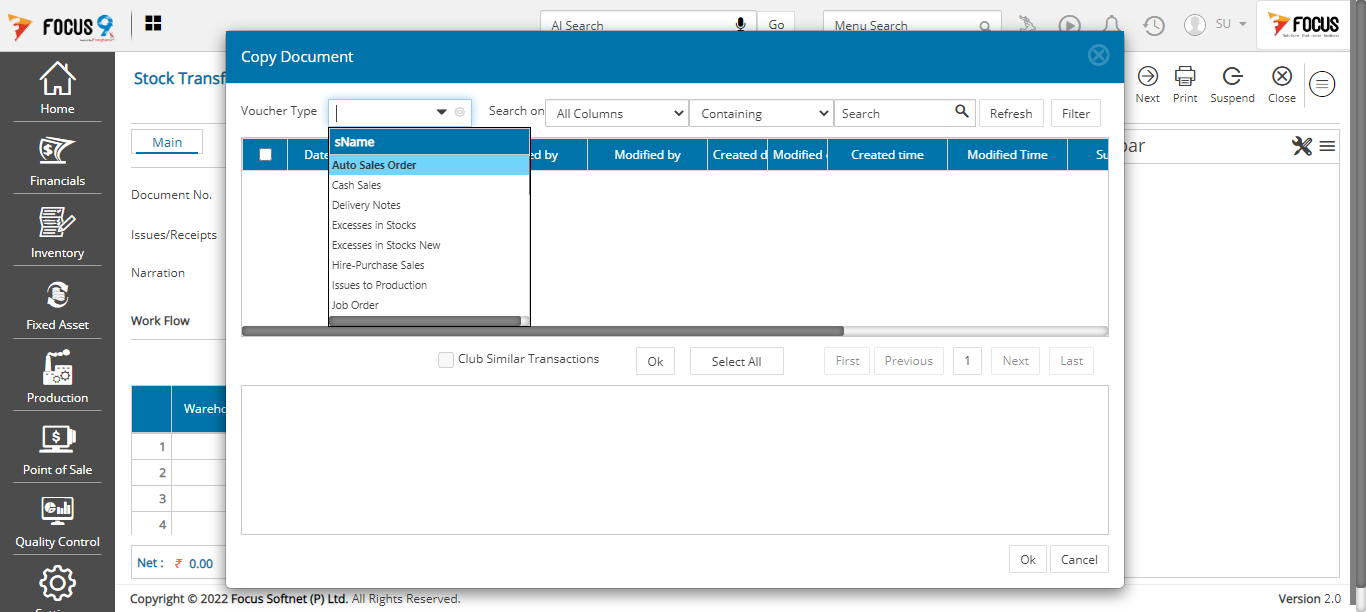 FOCUS 9
AI Search
Go
Menu Search
SU
FOCUS
Home
Financials
Inventory
Fixed Asset
Production
Point of Sale
Quality Control
Stock Transf
Next
Print
Suspend
Close
Main
Document No.
Issues/Receipts
Narration
Work Flow
Wareho
1
2
3
4
Net : ₹ 0.00
bar
Copy Document
Voucher Type
Search on
All Columns
Containing
Search
Refresh
Filter
Date
ed by
Modified by
Created d
Modified
Created time
Modified Time
Su
sName
Auto Sales Order
Cash Sales
Delivery Notes
Excesses in Stocks
Excesses in Stocks New
Hire-Purchase Sales
Issues to Production
Job Order
Club Similar Transactions
Ok
Select All
First
Previous
1
Next
Last
Ok
Cancel
Copyright © 2022 Focus Softnet (P) Ltd. All Rights Reserved.
Version 2.0